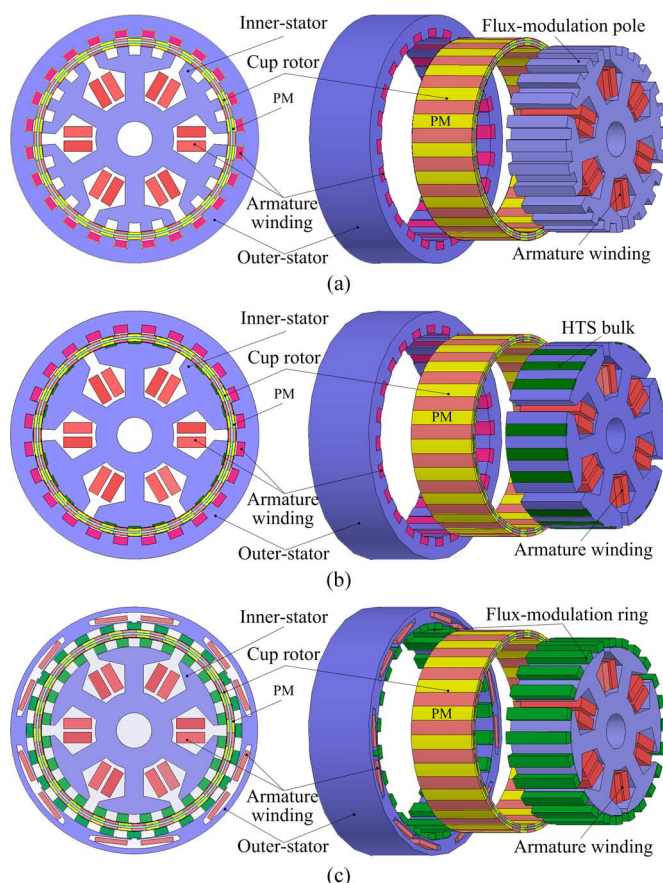 Inner-stator
Cup rotor
PM
Armature
winding
Outer-stator
Flux-modulation pole
PM
Armature
winding
(a)
Inner-stator
Cup rotor
PM
Armature
winding
Outer-stator
HTS bulk
PM
Armature winding
(b)
Inner-stator
Cup rotor
PM
Armature
winding
Outer-stator
Flux-modulation ring
PM
Armature winding
(c)